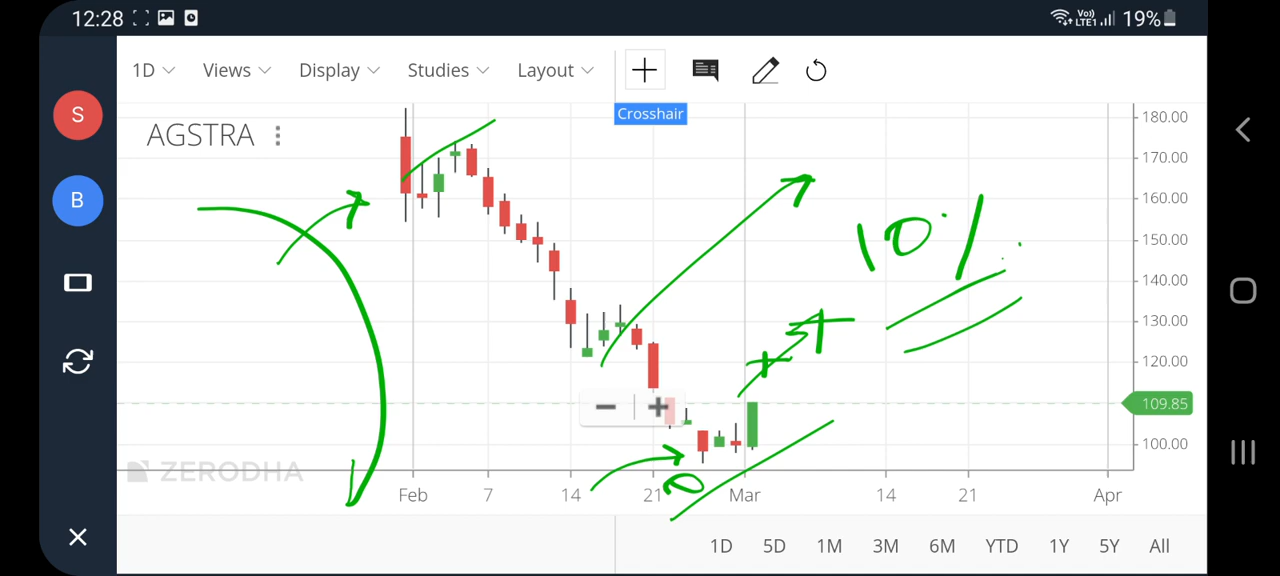 12:28 Vo)) LTE1 19%
1D Views Display Studies Layout
Crosshair
S
AGSTRA
B
180.00
170.00
160.00
150.00
140.00
130.00
120.00
109.85
100.00
10%
ZERODHA
Feb 7 14 21 Mar 14 21 Apr
1D 5D 1M 3M 6M YTD 1Y 5Y All